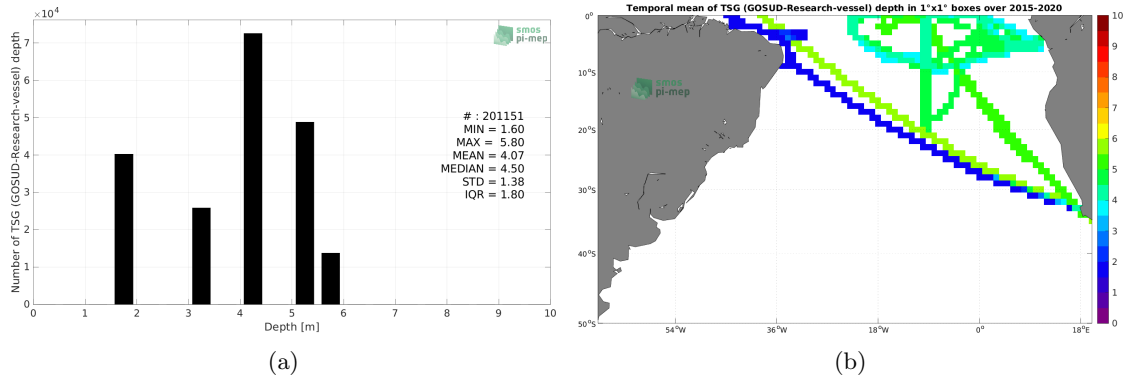 ×10⁴
smos
pi-mep
Number of TSG (GOSUD-Research-vessel) depth
7
6
5
4
3
2
1
0
# : 201151
MIN = 1.60
MAX = 5.80
MEAN = 4.07
MEDIAN = 4.50
STD = 1.38
IQR = 1.80
0 1 2 3 4 5 6 7 8 9 10
Depth [m]
(a)
Temporal mean of TSG (GOSUD-Research-vessel) depth in 1°x1° boxes over 2015-2020
smos
pi-mep
0°
10°S
20°S
30°S
40°S
50°S
54°W 36°W 18°W 0° 18°E
10
9
8
7
6
5
4
3
2
1
0
(b)